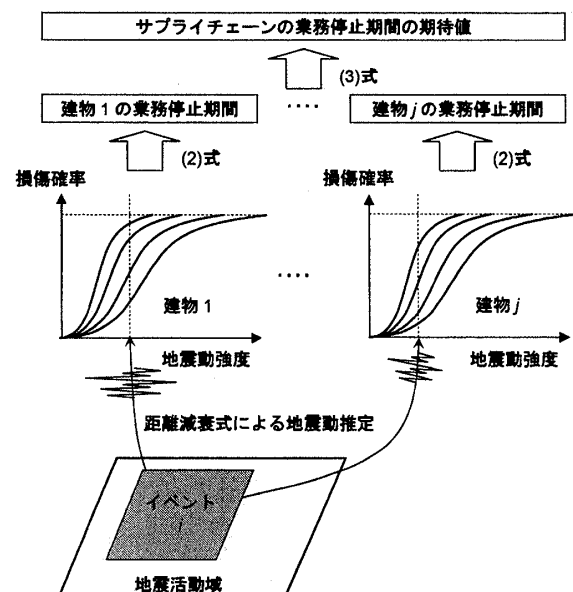 サプライチェーンの業務停止期間の期待値
(3)式
建物1の業務停止期間
‥‥
建物jの業務停止期間
(2)式
(2)式
損傷確率
損傷確率
建物1
‥‥
建物j
地震動強度
地震動強度
距離減衰式による地震動推定
イベント
i
地震活動域